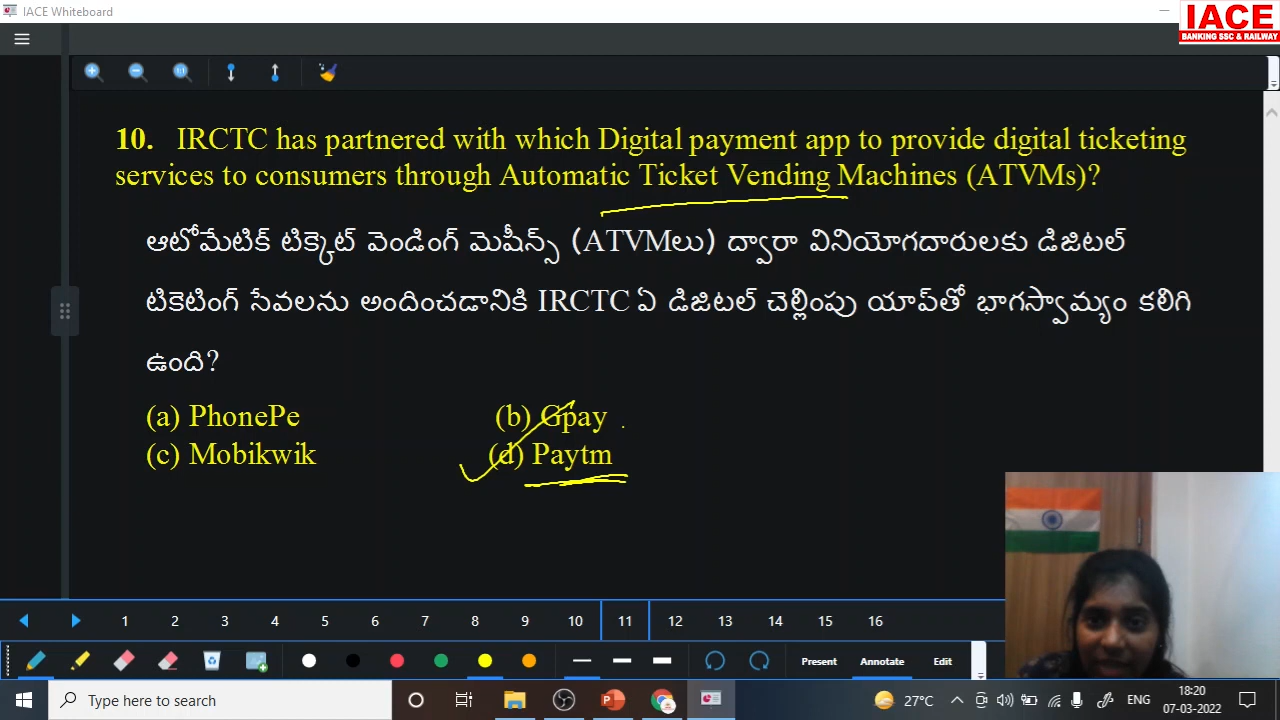 IACE Whiteboard
IACE
BANKING SSC & RAILWAY
10. IRCTC has partnered with which Digital payment app to provide digital ticketing
services to consumers through Automatic Ticket Vending Machines (ATVMs)?
ఆటోమేటిక్ టిక్కెట్ వెండింగ్ మెషీన్స్ (ATVMలు) ద్వారా వినియోగదారులకు డిజిటల్
టికెటింగ్ సేవలను అందించడానికి IRCTC ఏ డిజిటల్ చెల్లింపు యాప్‌తో భాగస్వామ్యం కలిగి
ఉంది?
(a) PhonePe (b) Gpay
(c) Mobikwik (d) Paytm
1 2 3 4 5 6 7 8 9 10 11 12 13 14 15 16
Present Annotate Edit
Type here to search
27°C ENG 18:20
07-03-2022